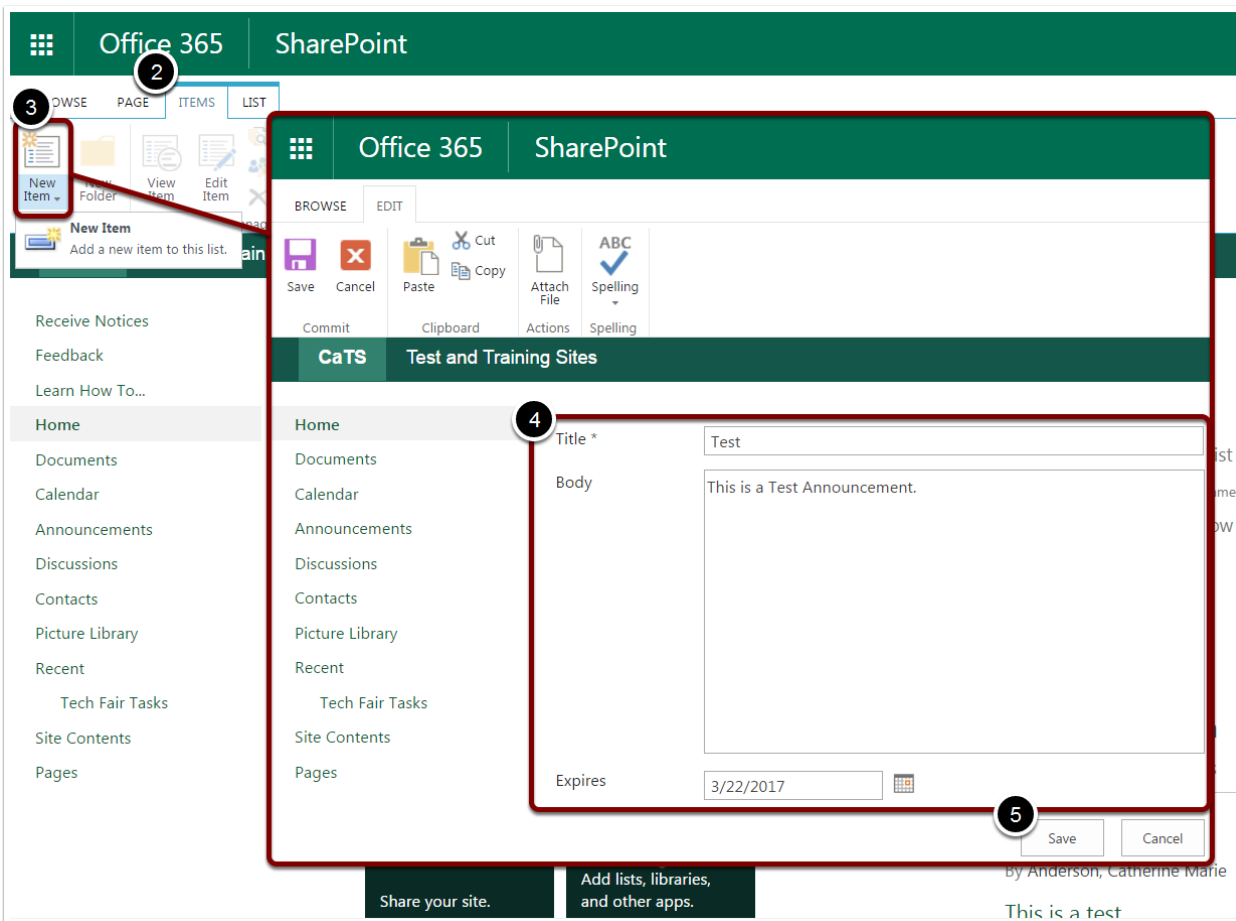 Office 365 SharePoint
2
3
OWSE PAGE ITEMS LIST
New Item
New Folder
View Item
Edit Item
New Item
Add a new item to this list.
ain
Receive Notices
Feedback
Learn How To...
Home
Documents
Calendar
Announcements
Discussions
Contacts
Picture Library
Recent
Tech Fair Tasks
Site Contents
Pages
Office 365 SharePoint
BROWSE EDIT
Save
Cancel
Paste
Cut
Copy
Attach
File
ABC
Spelling
Commit Clipboard Actions Spelling
CaTS Test and Training Sites
Home
Documents
Calendar
Announcements
Discussions
Contacts
Picture Library
Recent
Tech Fair Tasks
Site Contents
Pages
4
Title * Test
Body This is a Test Announcement.
Expires 3/22/2017
5
Save Cancel
ist
ow
Share your site.
Add lists, libraries,
and other apps.
By Anderson, Catherine Marie
This is a test